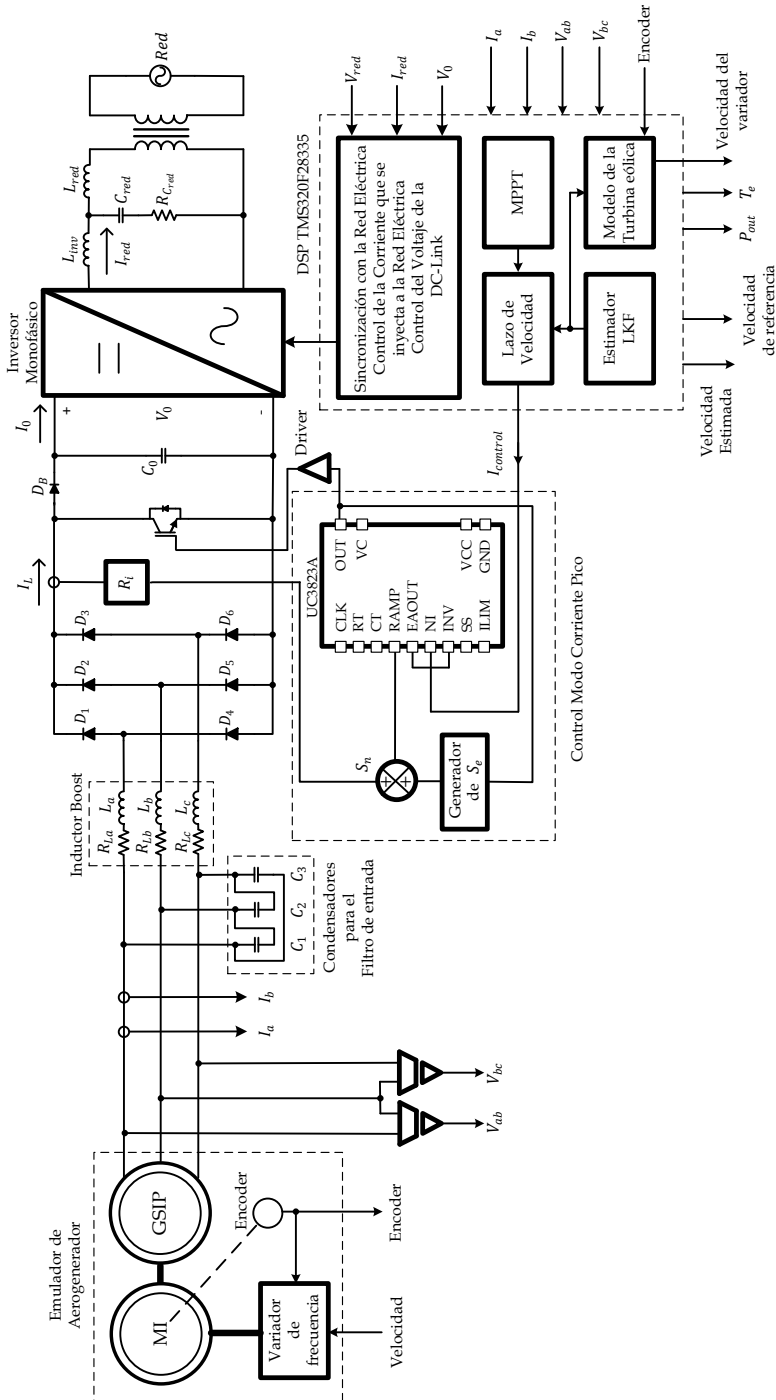 Emulador de
Aerogenerador
MI
GSIP
Encoder
Variador
de
frecuencia
Velocidad
Encoder
V_ab
V_bc
I_a
I_b
Inductor Boost
R_La
L_a
R_Lb
L_b
R_Lc
L_c
C_1
C_2
C_3
Condensadores
para el
Filtro de entrada
D_1
D_2
D_3
D_4
D_5
D_6
I_L
R_i
D_B
I_0
C_0
+
V_0
-
Inversor
Monofásico
L_inv
L_red
I_red
C_red
R_Cred
Red
Driver
S_n
Generador
de S_e
UC3823A
CLK
RT
CT
RAMP
EAOUT
NI
INV
SS
ILIM
OUT
VC
VCC
GND
Control Modo Corriente Pico
I_control
DSP TMS320F28335
Sincronización con la Red Eléctrica
Control de la Corriente que se
inyecta a la Red Eléctrica
Control del Voltaje de la
DC-Link
V_red
I_red
V_0
MPPT
Lazo de
Velocidad
Estimador
LKF
Modelo de la
Turbina eólica
I_a
I_b
V_ab
V_bc
Encoder
Velocidad
Estimada
Velocidad
de referencia
P_out
T_e
Velocidad del
variador